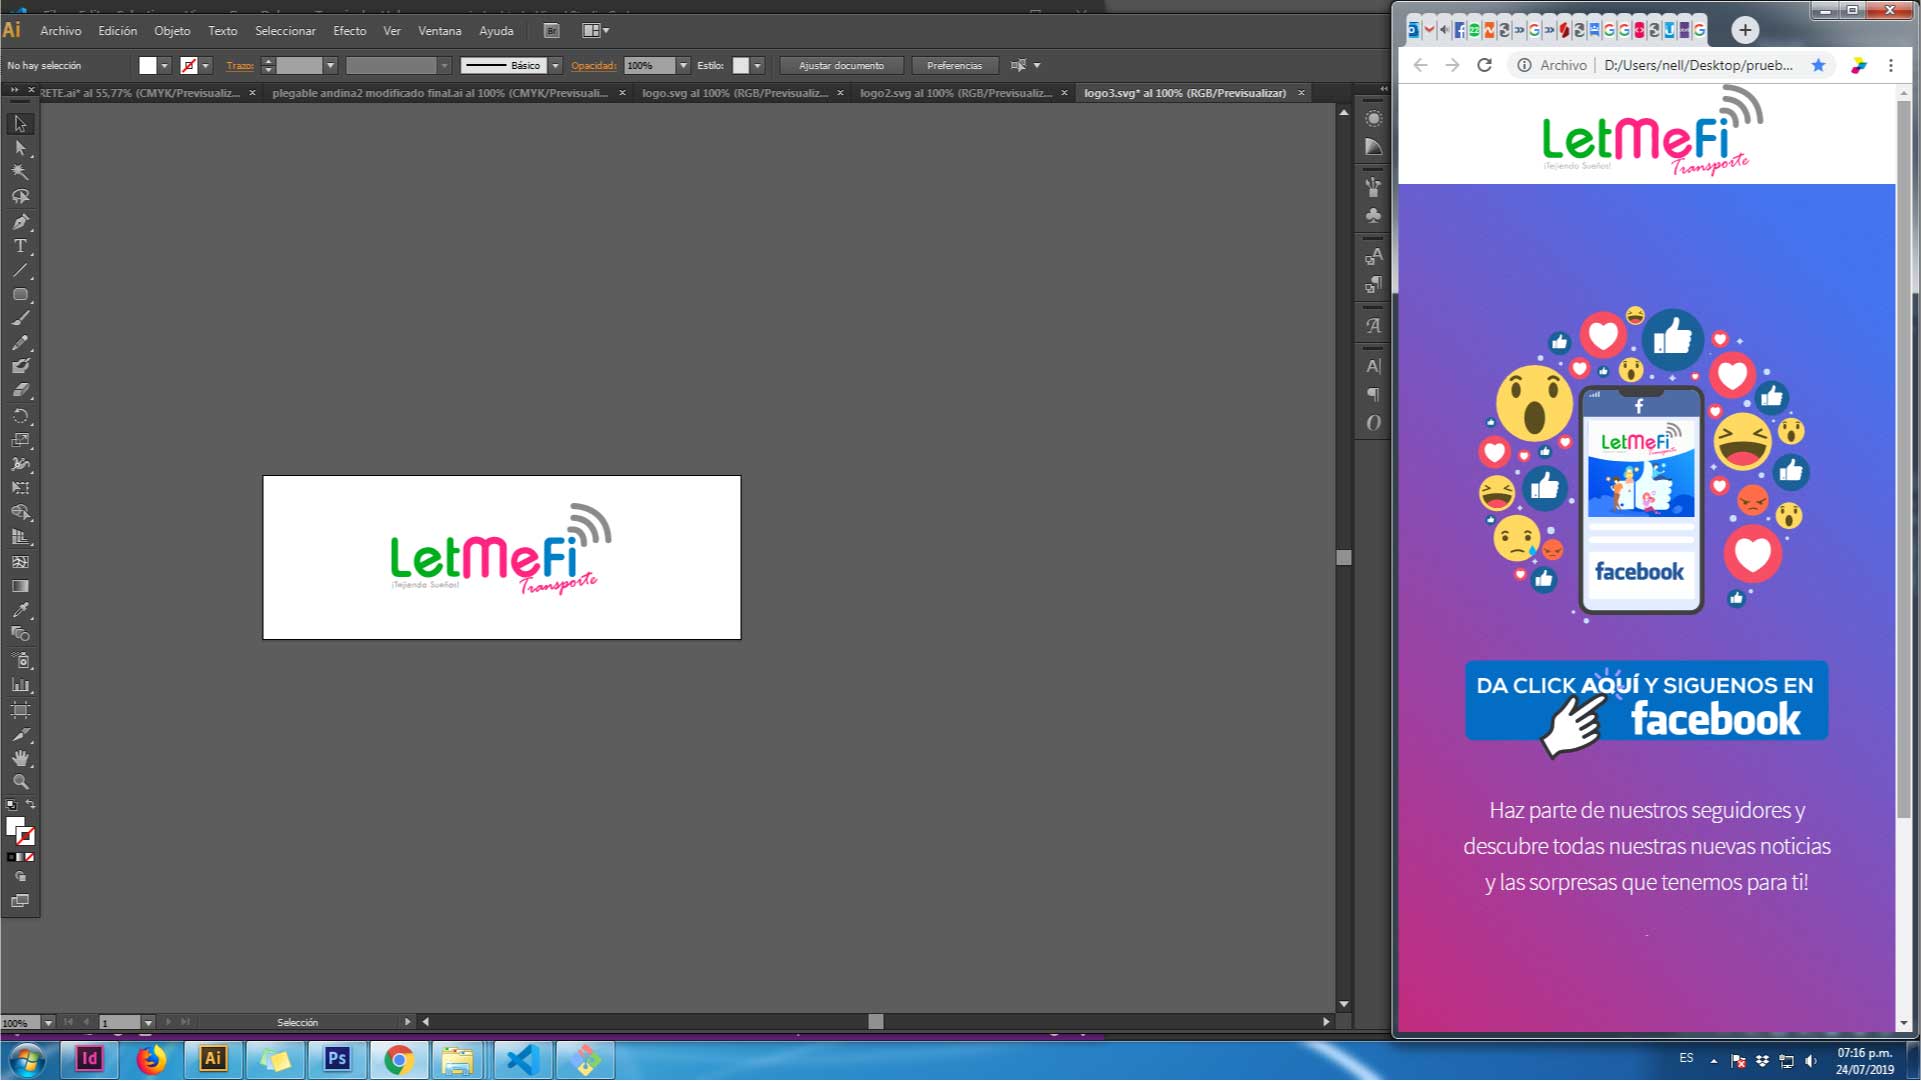 Ai Archivo Edición Objeto Texto Seleccionar Efecto Ver Ventana Ayuda Br
No hay selección Trazo: Básico Opacidad: 100% Estilo: Ajustar documento Preferencias
RETE.ai* al 55,77% (CMYK/Previsualiz... plegable andina2 modificado final.ai al 100% (CMYK/Previsuali... logo.svg al 100% (RGB/Previsualiz... logo2.svg al 100% (RGB/Previsualiz... logo3.svg* al 100% (RGB/Previsualizar)
LetMeFi
¡Tejiendo Sueños!
Transporte
100% 1 Selección
Archivo D:/Users/nell/Desktop/prueb...
LetMeFi
¡Tejiendo Sueños!
Transporte
f
LetMeFi
Transporte
facebook
DA CLICK AQUÍ Y SIGUENOS EN
facebook
Haz parte de nuestros seguidores y
descubre todas nuestras nuevas noticias
y las sorpresas que tenemos para ti!
Id Ai Ps
ES
07:16 p.m.
24/07/2019